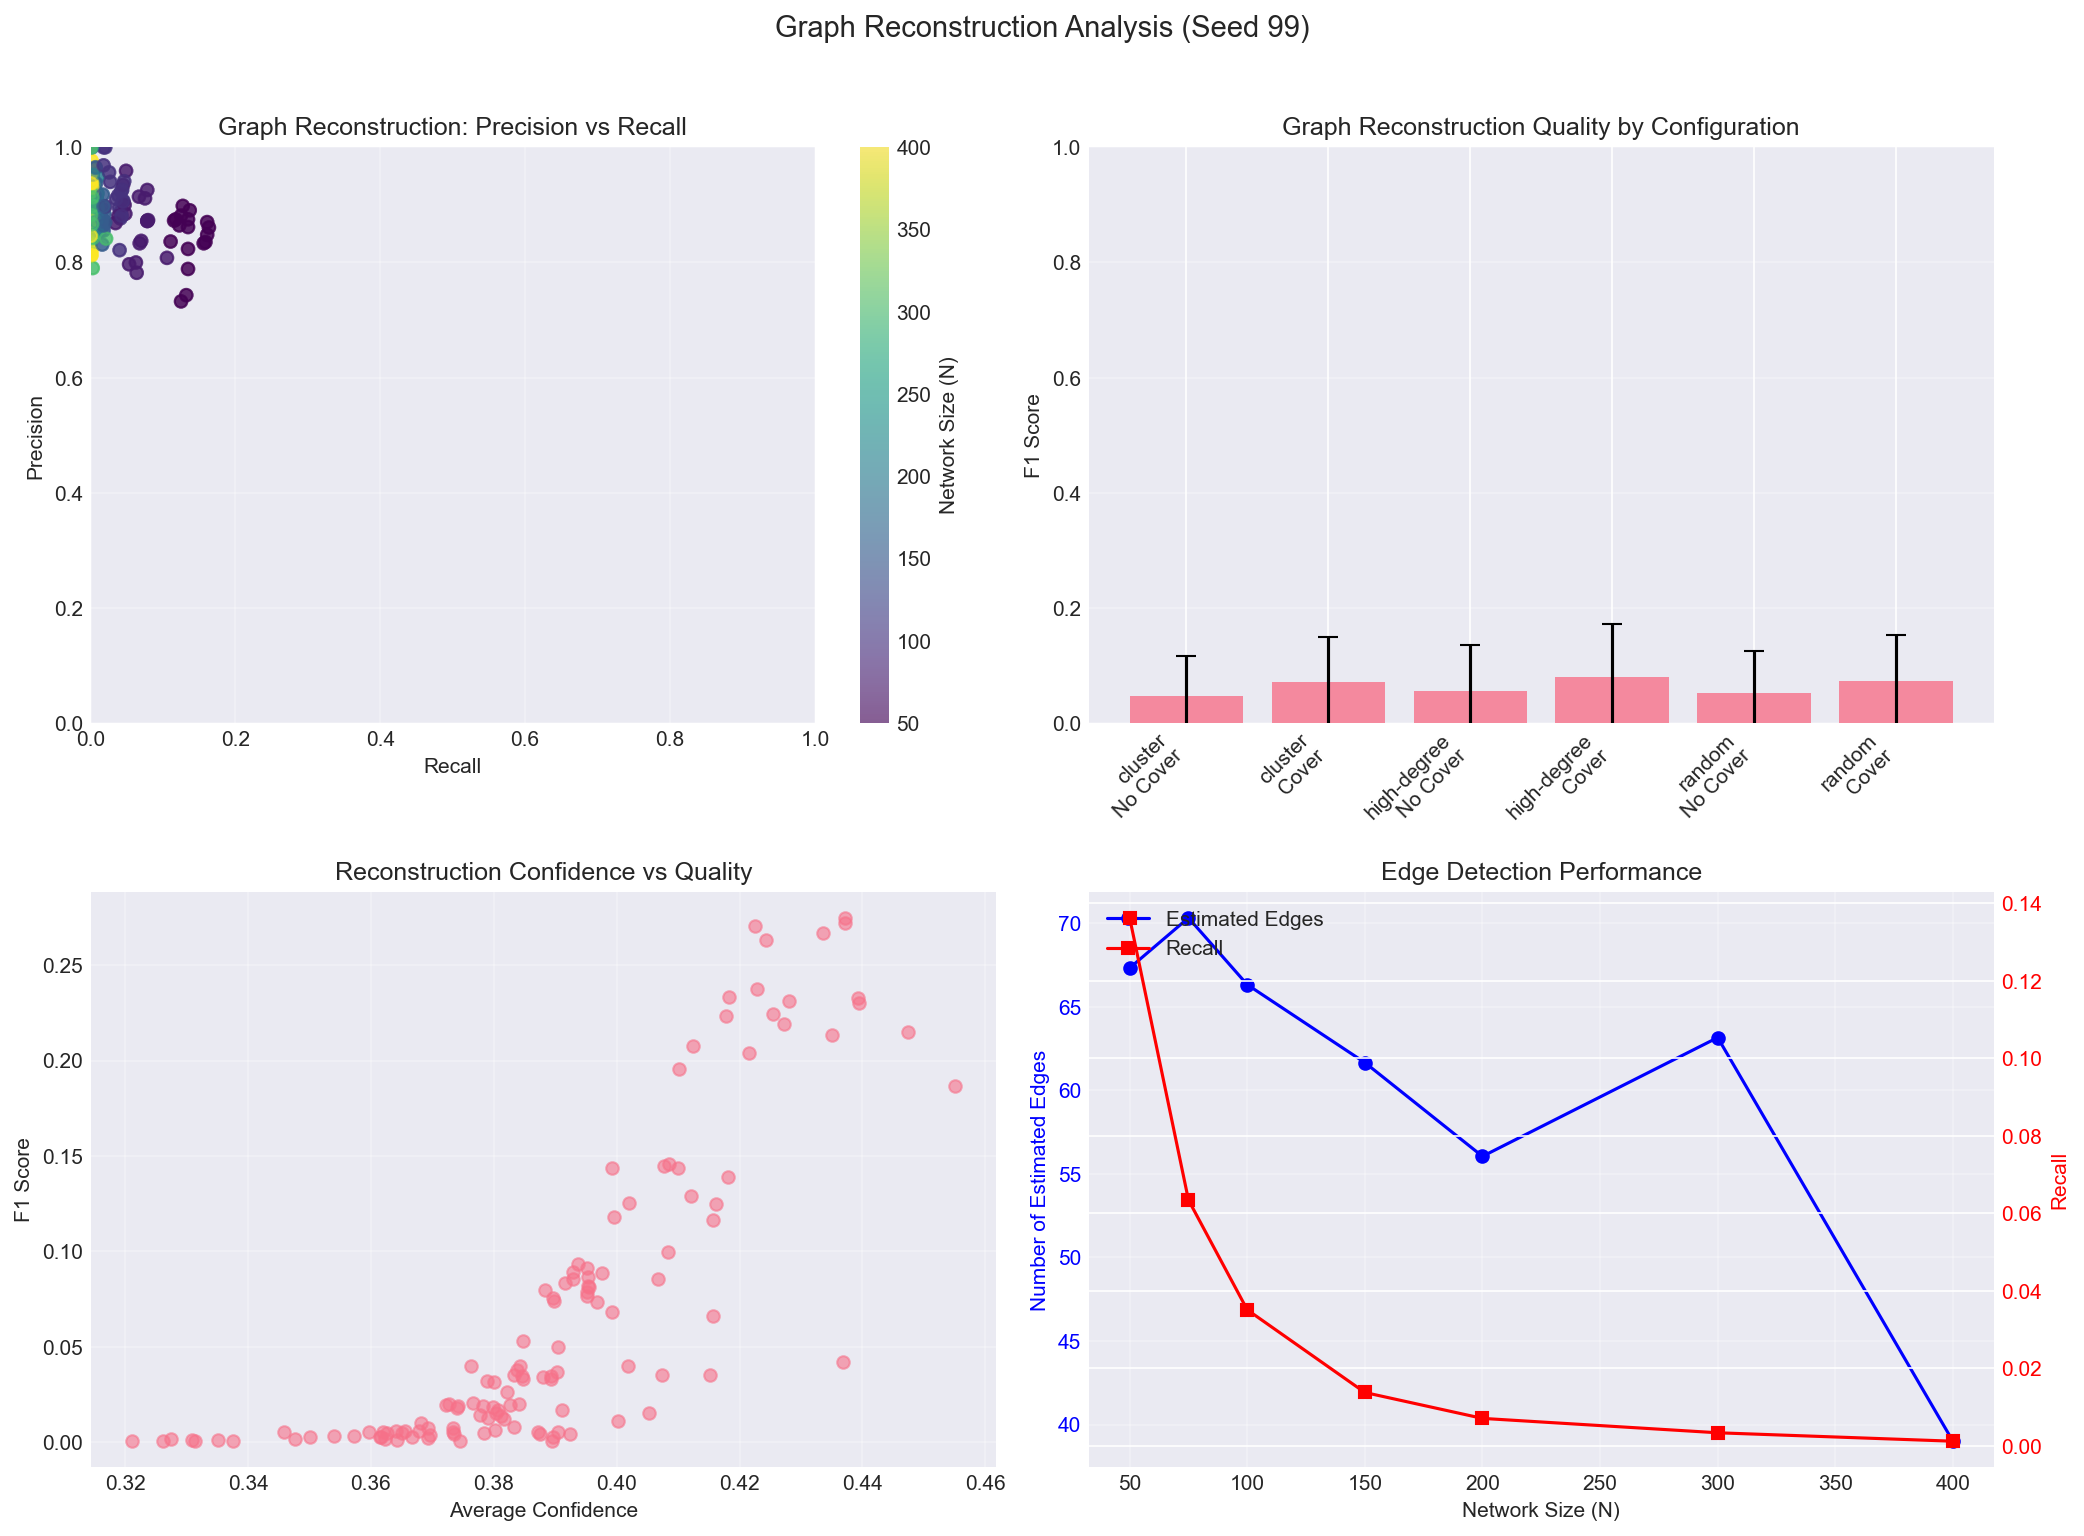 Graph Reconstruction Analysis (Seed 99)
Graph Reconstruction: Precision vs Recall
1.0
0.8
0.6
0.4
0.2
0.0
Precision
0.0
0.2
0.4
0.6
0.8
1.0
Recall
400
350
300
250
200
150
100
50
Network Size (N)
Graph Reconstruction Quality by Configuration
1.0
0.8
0.6
0.4
0.2
0.0
F1 Score
cluster
No Cover
cluster
Cover
high-degree
No Cover
high-degree
Cover
random
No Cover
random
Cover
Reconstruction Confidence vs Quality
0.25
0.20
0.15
0.10
0.05
0.00
F1 Score
0.32
0.34
0.36
0.38
0.40
0.42
0.44
0.46
Average Confidence
Edge Detection Performance
Estimated Edges
Recall
70
65
60
55
50
45
40
Number of Estimated Edges
50
100
150
200
250
300
350
400
Network Size (N)
0.14
0.12
0.10
0.08
0.06
0.04
0.02
0.00
Recall